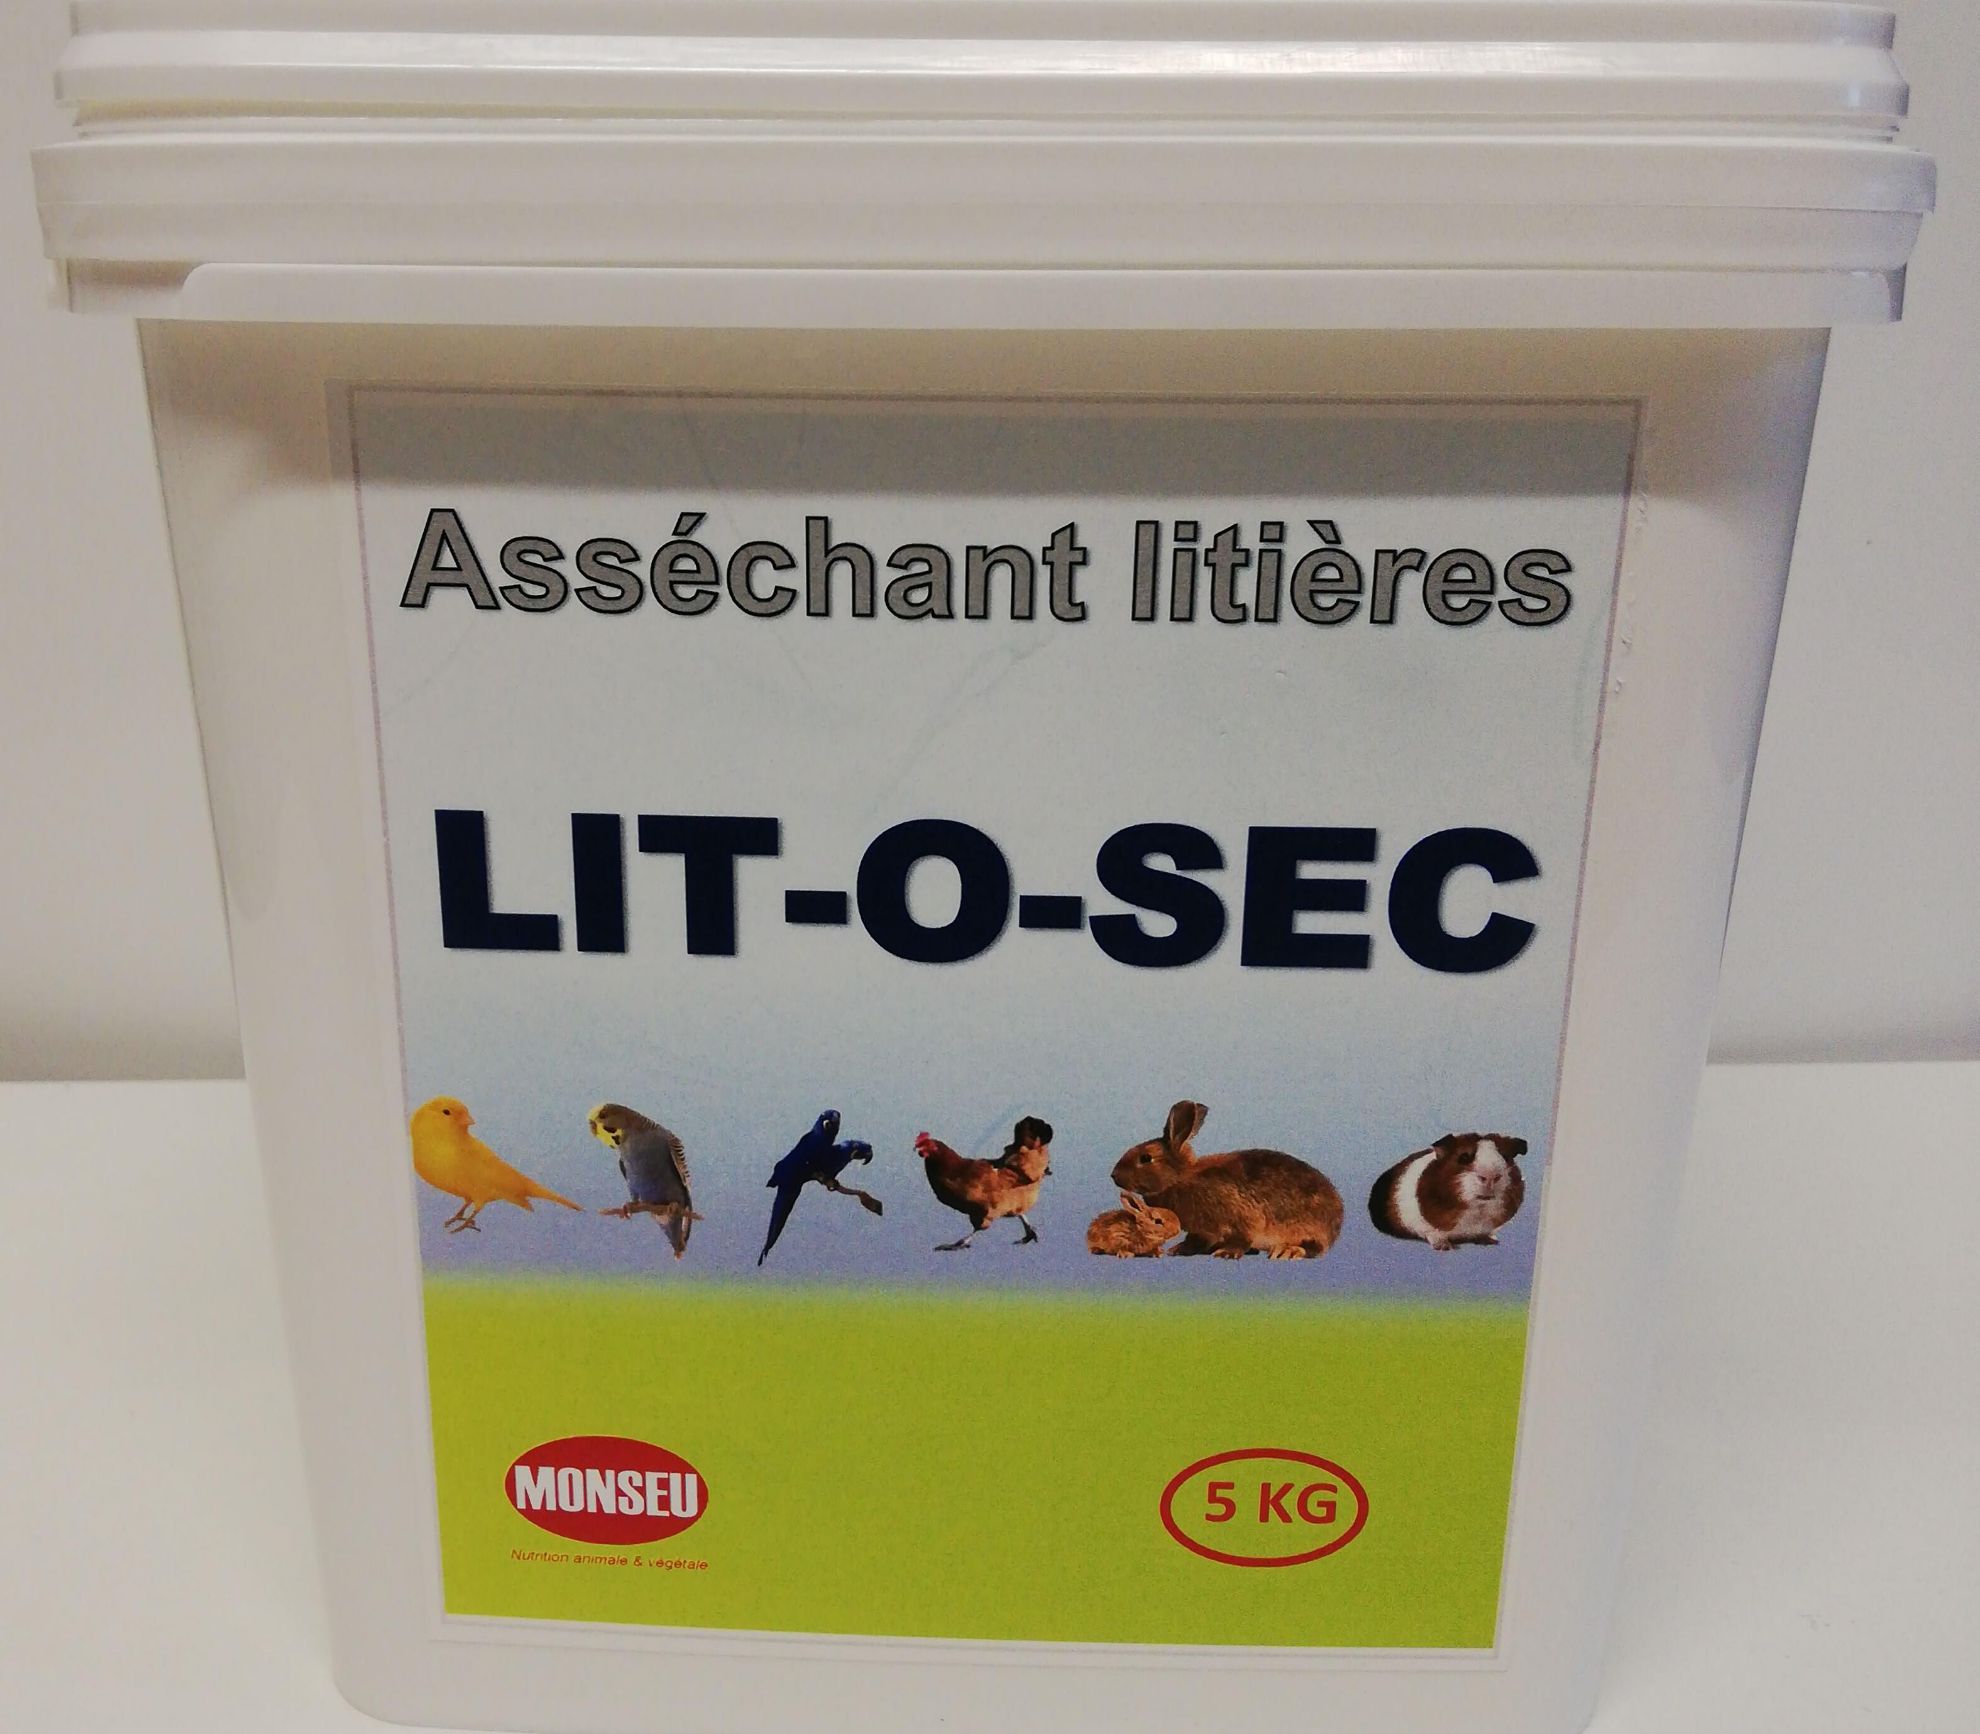 Asséchant litières
LIT-O-SEC
MONSEU
Nutrition animale & végétale
5 KG